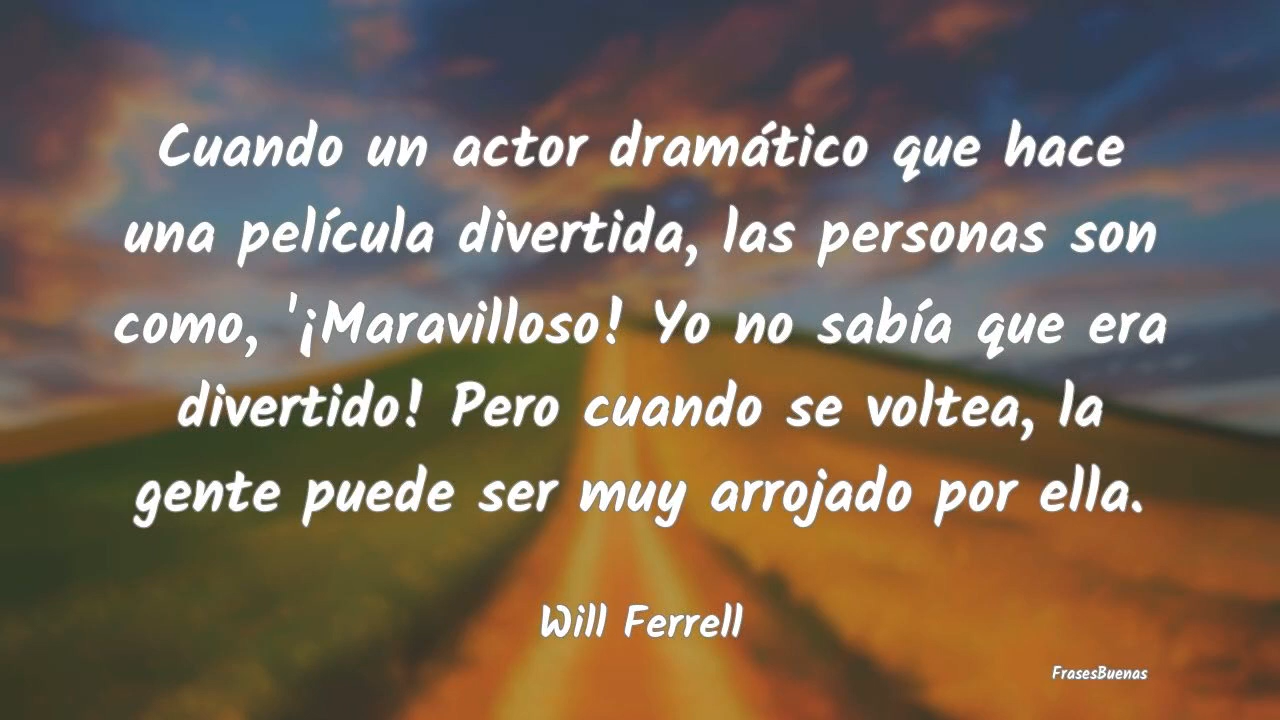 Cuando un actor dramático que hace
una película divertida, las personas son
como, '¡Maravilloso! Yo no sabía que era
divertido! Pero cuando se voltea, la
gente puede ser muy arrojado por ella.
Will Ferrell
FrasesBuenas